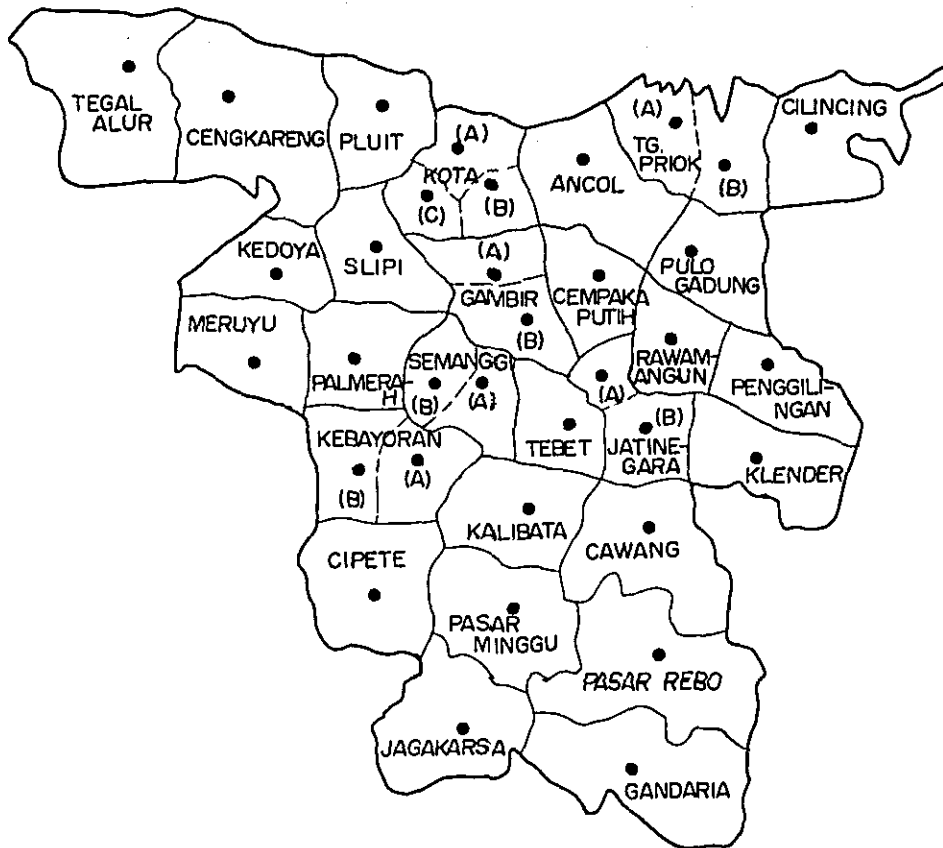 TEGAL
ALUR
CENGKARENG
PLUIT
(A)
KOTA
(C)
(B)
ANCOL
(A)
TG.
PRIOK
(B)
CILINCING
KEDOYA
SLIPI
(A)
GAMBIR
(B)
CEMPAKA
PUTIH
PULO
GADUNG
MERUYU
PALMERA-
H
SEMANGGI
(B)
(A)
(A)
RAWAM-
ANGUN
PENGGILI-
NGAN
KEBAYORAN
(B)
(A)
TEBET
(B)
JATINE-
GARA
KLENDER
CIPETE
KALIBATA
CAWANG
PASAR
MINGGU
PASAR REBO
JAGAKARSA
GANDARIA